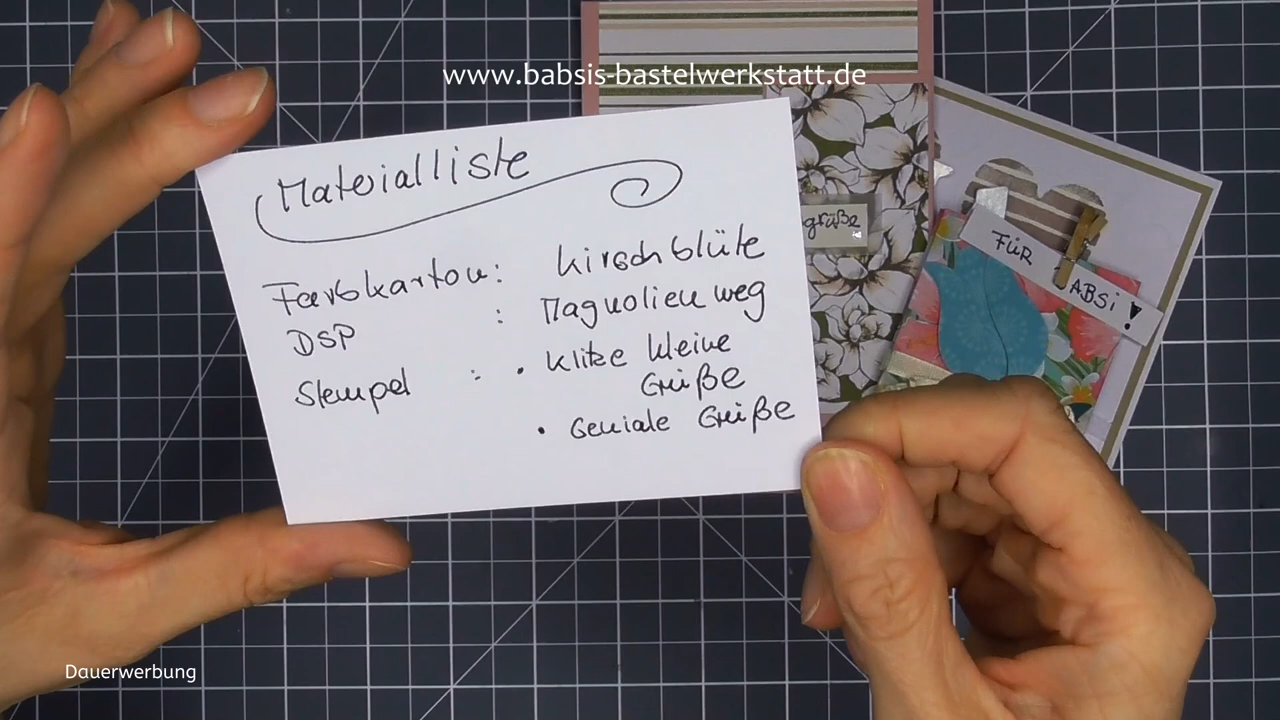 www.babsis-bastelwerkstatt.de
Materialliste
Farbkarton: Kirschblüte
DSP : Magnolienweg
Stempel : • Klitze kleine
Grüße
• Geniale Grüße
grüße
FÜR
ABSi !
Dauerwerbung